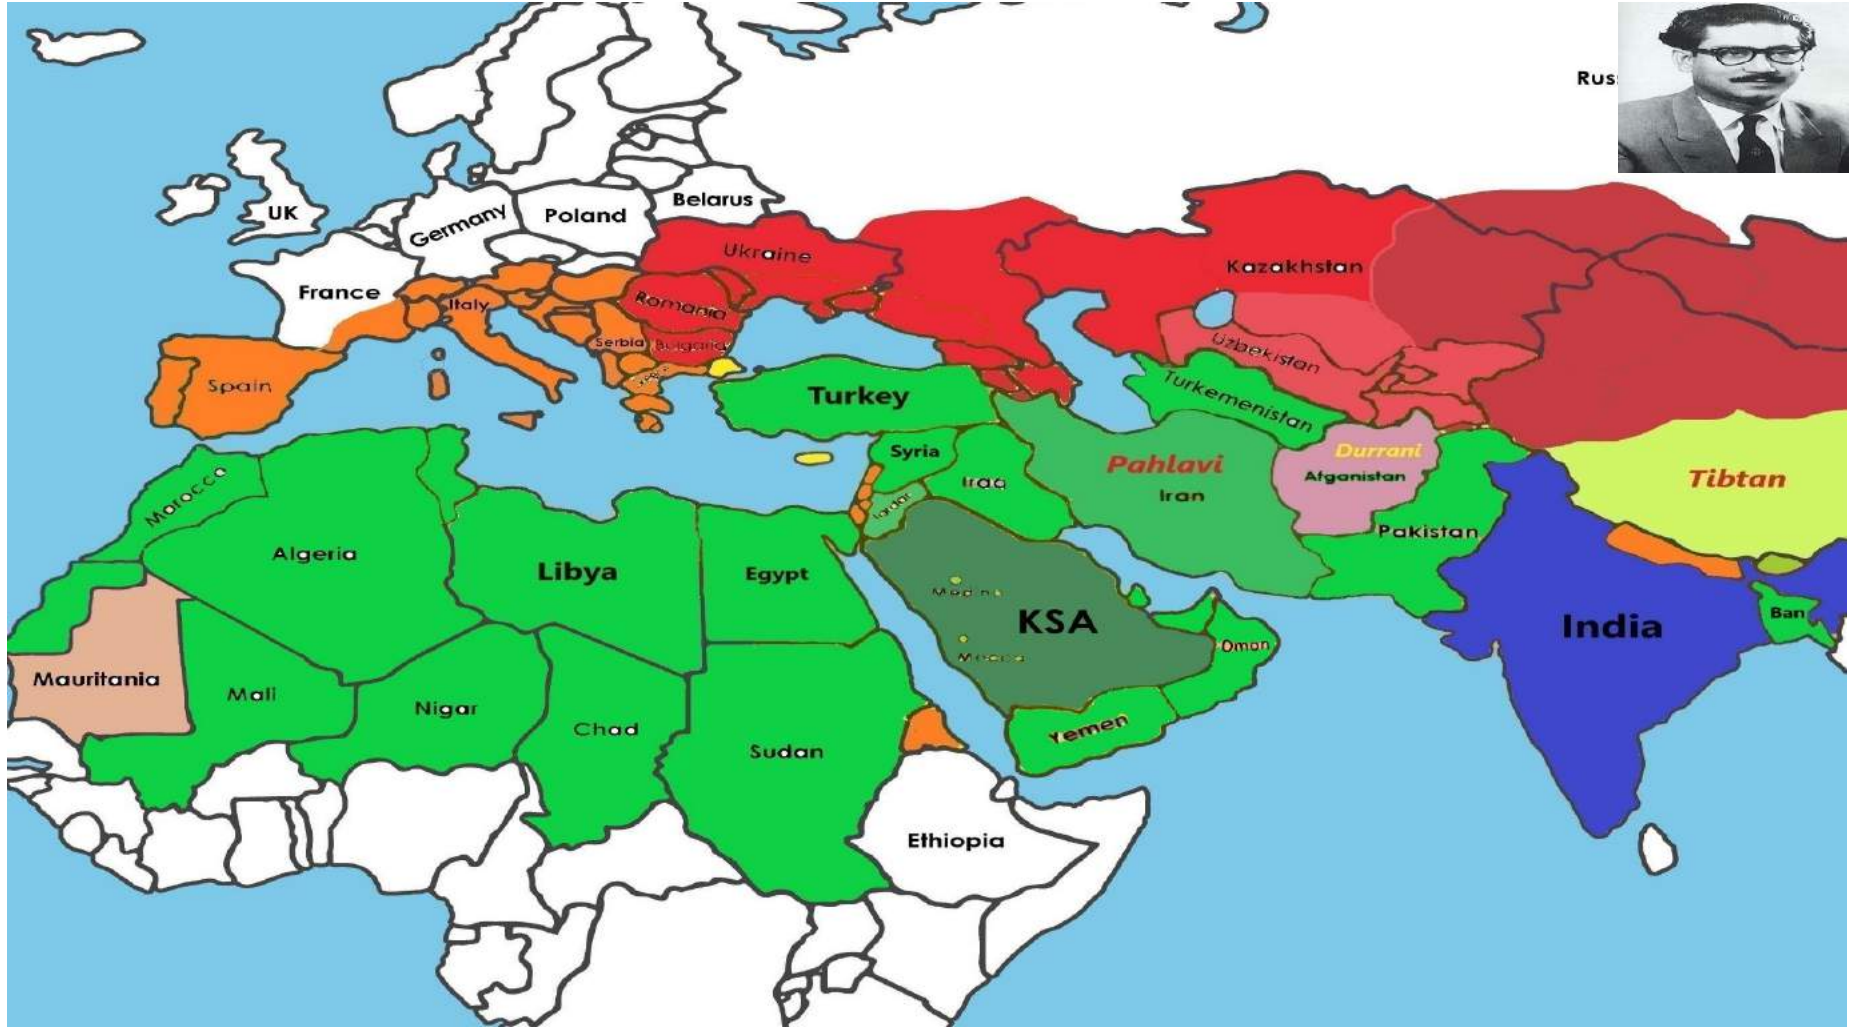 Rus
Belarus
UK
Germany
Poland
Ukraine
Kazakhstan
France
Italy
Romania
Serbia
Uzbekistan
Spain
Turkey
Turkemenistan
Syria
Durrani
Pahlavi
Afganistan
Iran
Tibtan
Marocco
Iraq
Pakistan
Algeria
Libya
Egypt
KSA
India
Ban
Oman
Mauritania
Mali
Nigar
Chad
Sudan
Yemen
Ethiopia